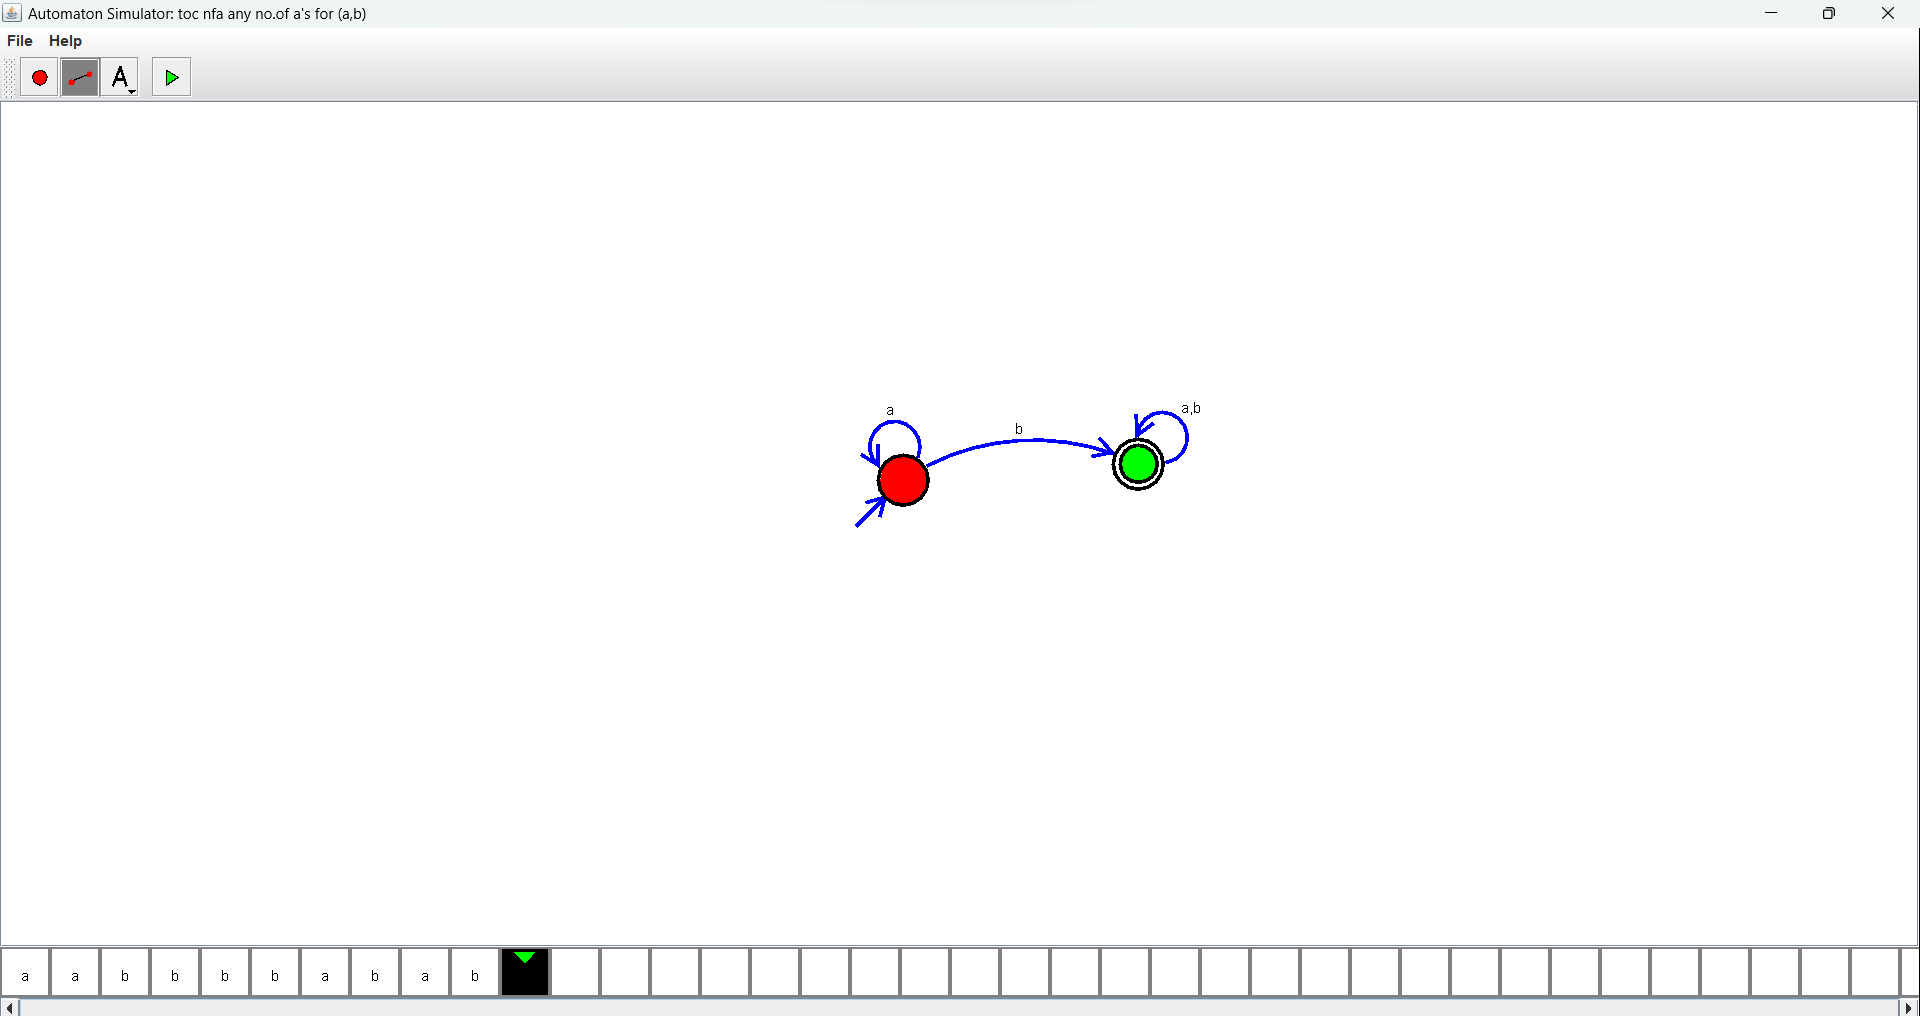 Automaton Simulator: toc nfa any no.of a's for (a,b)
File Help
A
a
a,b
b
a a b b b b a b a b